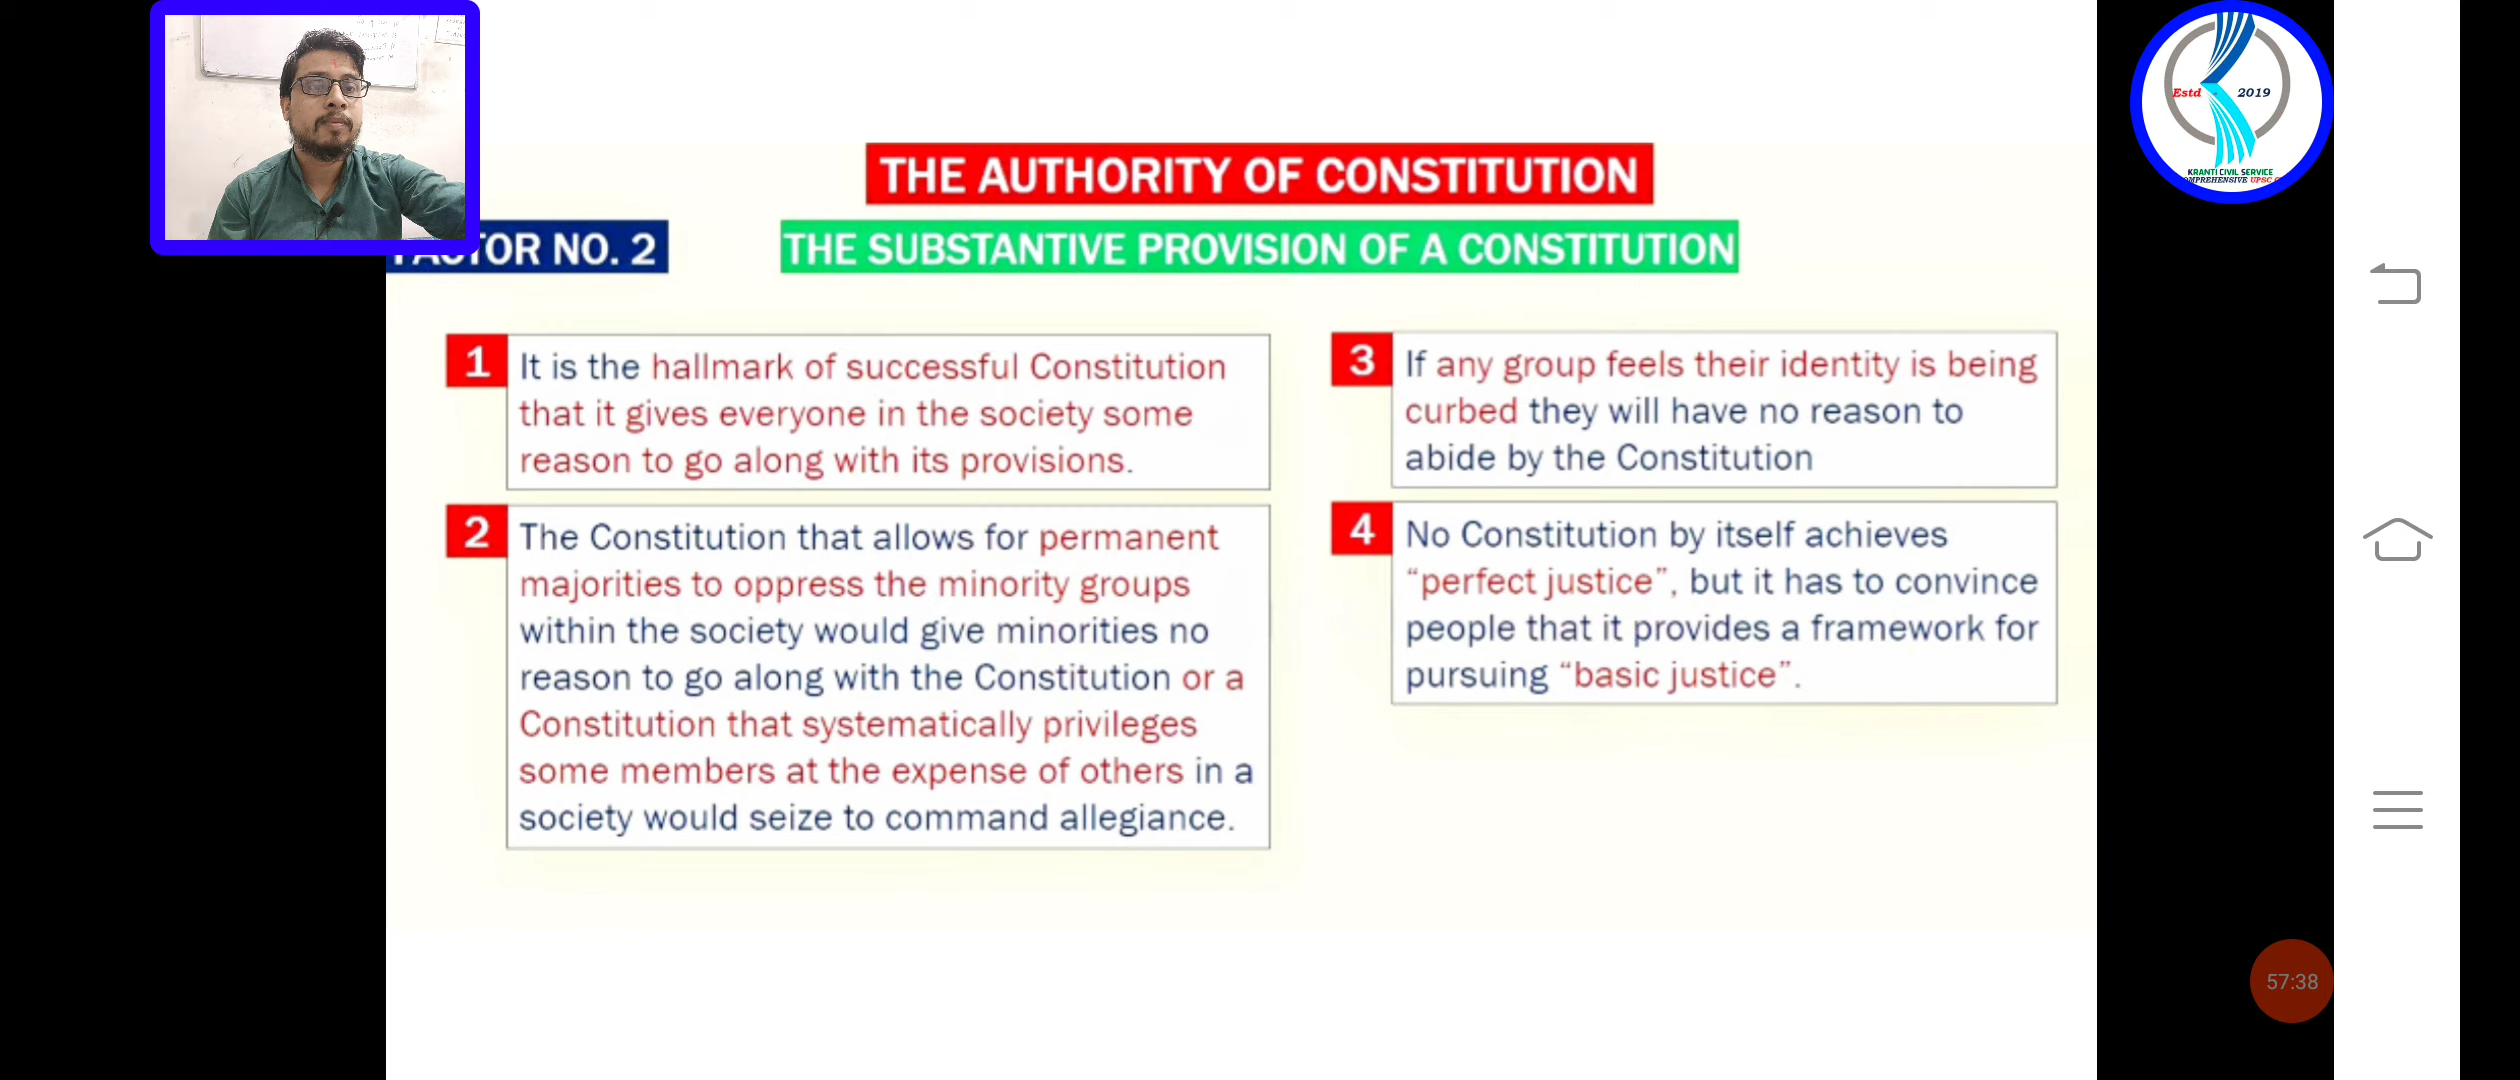 THE AUTHORITY OF CONSTITUTION
FACTOR NO. 2
THE SUBSTANTIVE PROVISION OF A CONSTITUTION
1
It is the hallmark of successful Constitution
that it gives everyone in the society some
reason to go along with its provisions.
2
The Constitution that allows for permanent
majorities to oppress the minority groups
within the society would give minorities no
reason to go along with the Constitution or a
Constitution that systematically privileges
some members at the expense of others in a
society would seize to command allegiance.
3
If any group feels their identity is being
curbed they will have no reason to
abide by the Constitution
4
No Constitution by itself achieves
“perfect justice”, but it has to convince
people that it provides a framework for
pursuing “basic justice”.
Estd - 2019
KRANTI CIVIL SERVICE
UPSC
57:38